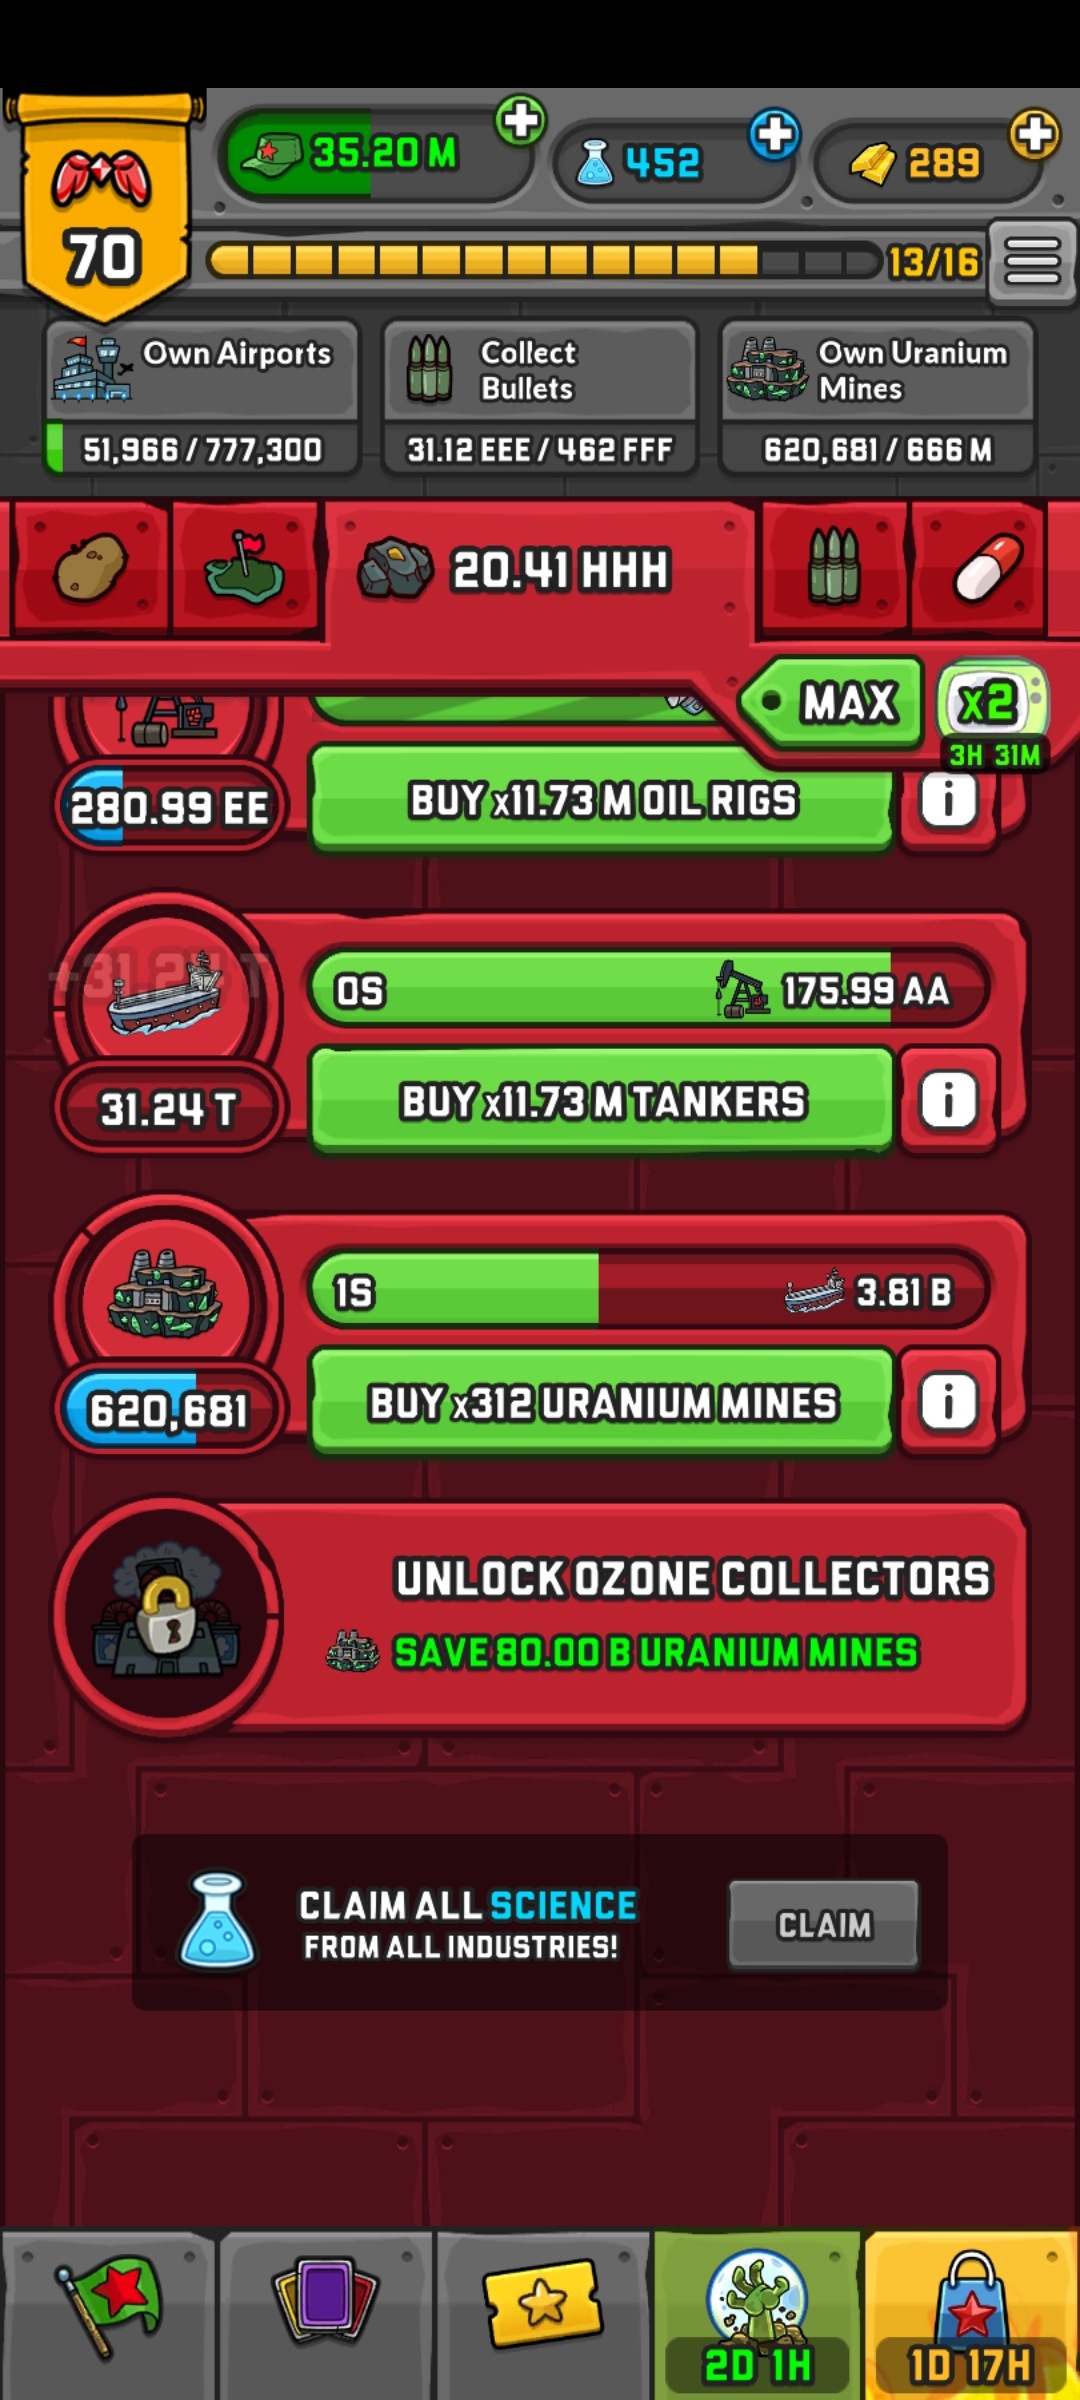 35.20 M
452
289
70
13/16
Own Airports
51,966 / 777,300
Collect
Bullets
31.12 EEE / 462 FFF
Own Uranium
Mines
620,681 / 666 M
20.41 HHH
MAX
x2
3H 31M
280.99 EE
BUY x11.73 M OIL RIGS
i
+31.24 T
0S
175.99 AA
31.24 T
BUY x11.73 M TANKERS
i
1S
3.81 B
620,681
BUY x312 URANIUM MINES
i
UNLOCK OZONE COLLECTORS
SAVE 80.00 B URANIUM MINES
CLAIM ALL SCIENCE
FROM ALL INDUSTRIES!
CLAIM
2D 1H
1D 17H